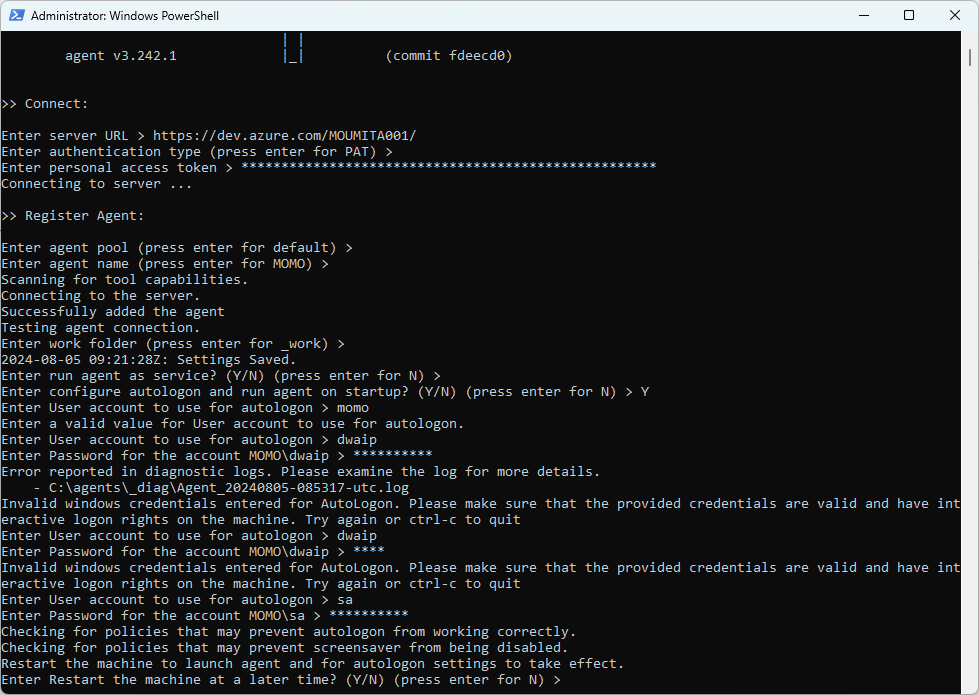 Administrator: Windows PowerShell
agent v3.242.1 |_| (commit fdeecd0)
>> Connect:
Enter server URL > https://dev.azure.com/MOUMITA001/
Enter authentication type (press enter for PAT) >
Enter personal access token > ****************************************************
Connecting to server ...
>> Register Agent:
Enter agent pool (press enter for default) >
Enter agent name (press enter for MOMO) >
Scanning for tool capabilities.
Connecting to the server.
Successfully added the agent
Testing agent connection.
Enter work folder (press enter for _work) >
2024-08-05 09:21:28Z: Settings Saved.
Enter run agent as service? (Y/N) (press enter for N) >
Enter configure autologon and run agent on startup? (Y/N) (press enter for N) > Y
Enter User account to use for autologon > momo
Enter a valid value for User account to use for autologon.
Enter User account to use for autologon > dwaip
Enter Password for the account MOMO\dwaip > **********
Error reported in diagnostic logs. Please examine the log for more details.
- C:\agents\_diag\Agent_20240805-085317-utc.log
Invalid windows credentials entered for AutoLogon. Please make sure that the provided credentials are valid and have int
eractive logon rights on the machine. Try again or ctrl-c to quit
Enter User account to use for autologon > dwaip
Enter Password for the account MOMO\dwaip > ****
Invalid windows credentials entered for AutoLogon. Please make sure that the provided credentials are valid and have int
eractive logon rights on the machine. Try again or ctrl-c to quit
Enter User account to use for autologon > sa
Enter Password for the account MOMO\sa > **********
Checking for policies that may prevent autologon from working correctly.
Checking for policies that may prevent screensaver from being disabled.
Restart the machine to launch agent and for autologon settings to take effect.
Enter Restart the machine at a later time? (Y/N) (press enter for N) >